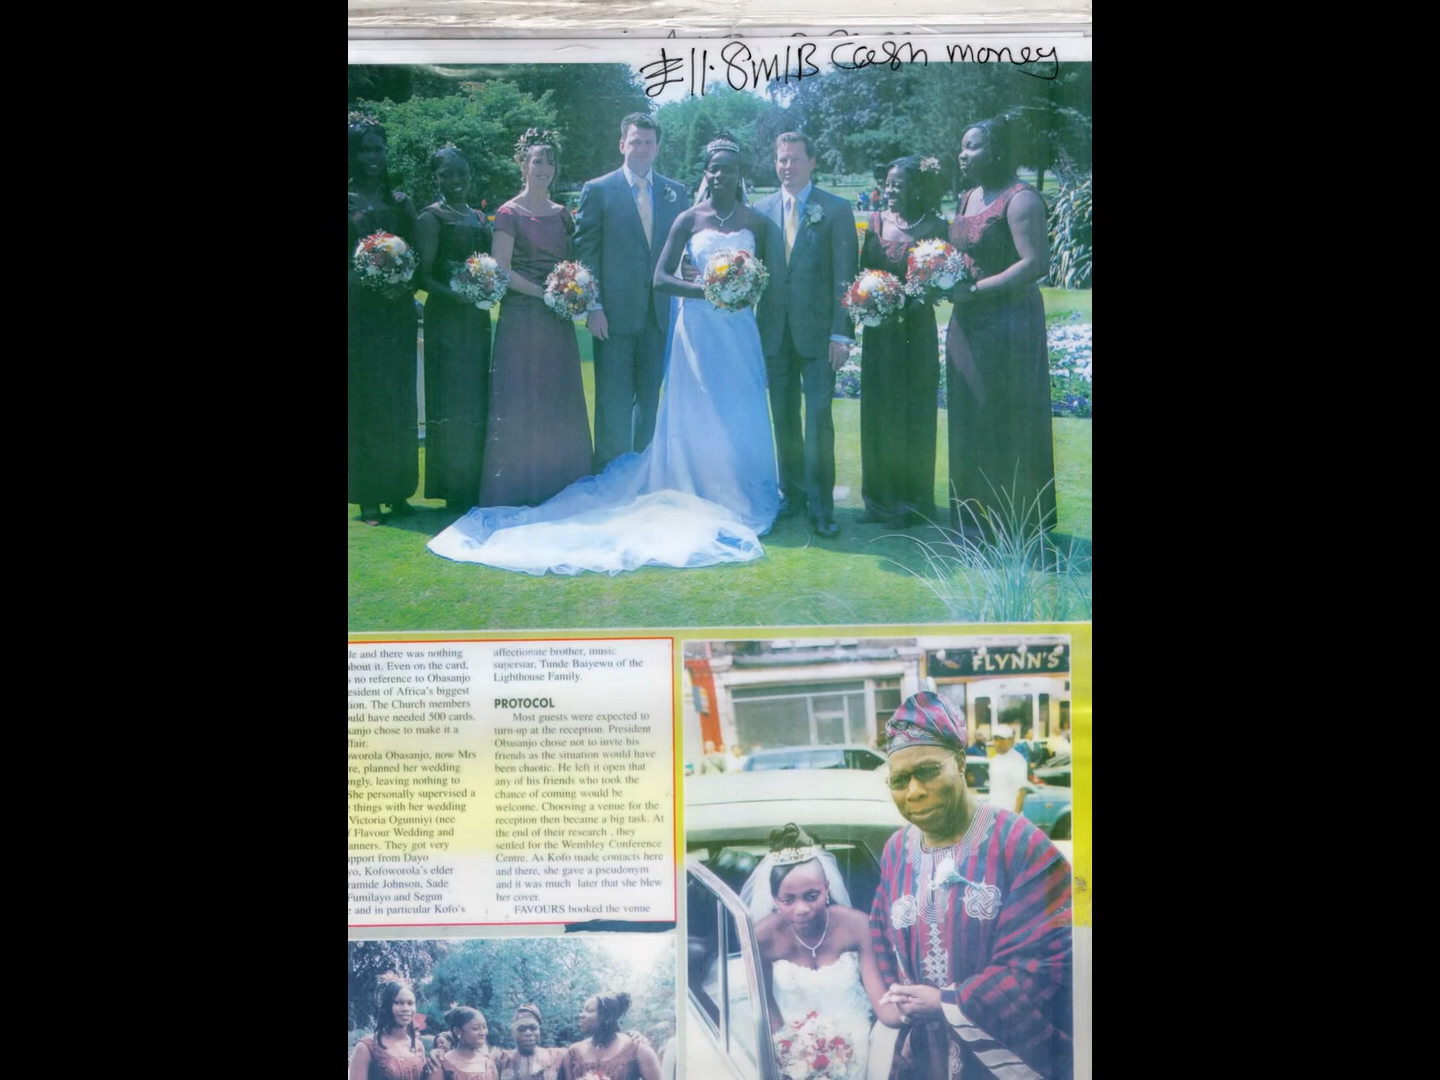 ₦11.8m/B Cash money
le and there was nothing
about it. Even on the card,
no reference to Obasanjo
esident of Africa's biggest
ion. The Church members
uld have needed 500 cards.
sanjo chose to make it a
fair.
oworola Obasanjo, now Mrs
re, planned her wedding
ngly, leaving nothing to
She personally supervised a
things with her wedding
Victoria Ogunniyi (nee
f Flavour Wedding and
anners. They got very
pport from Dayo
yo, Kofoworola's elder
ramide Johnson, Sade
Fumilayo and Segun
and in particular Kofo's
affectionate brother, music
superstar, Tunde Baiyewu of the
Lighthouse Family.
PROTOCOL
Most guests were expected to
turn-up at the reception. President
Obasanjo chose not to invte his
friends as the situation would have
been chaotic. He left it open that
any of his friends who took the
chance of coming would be
welcome. Choosing a venue for the
reception then became a big task. At
the end of their research , they
settled for the Wembley Conference
Centre. As Kofo made contacts here
and there, she gave a pseudonym
and it was much later that she blew
her cover.
FAVOURS booked the venue
FLYNN'S